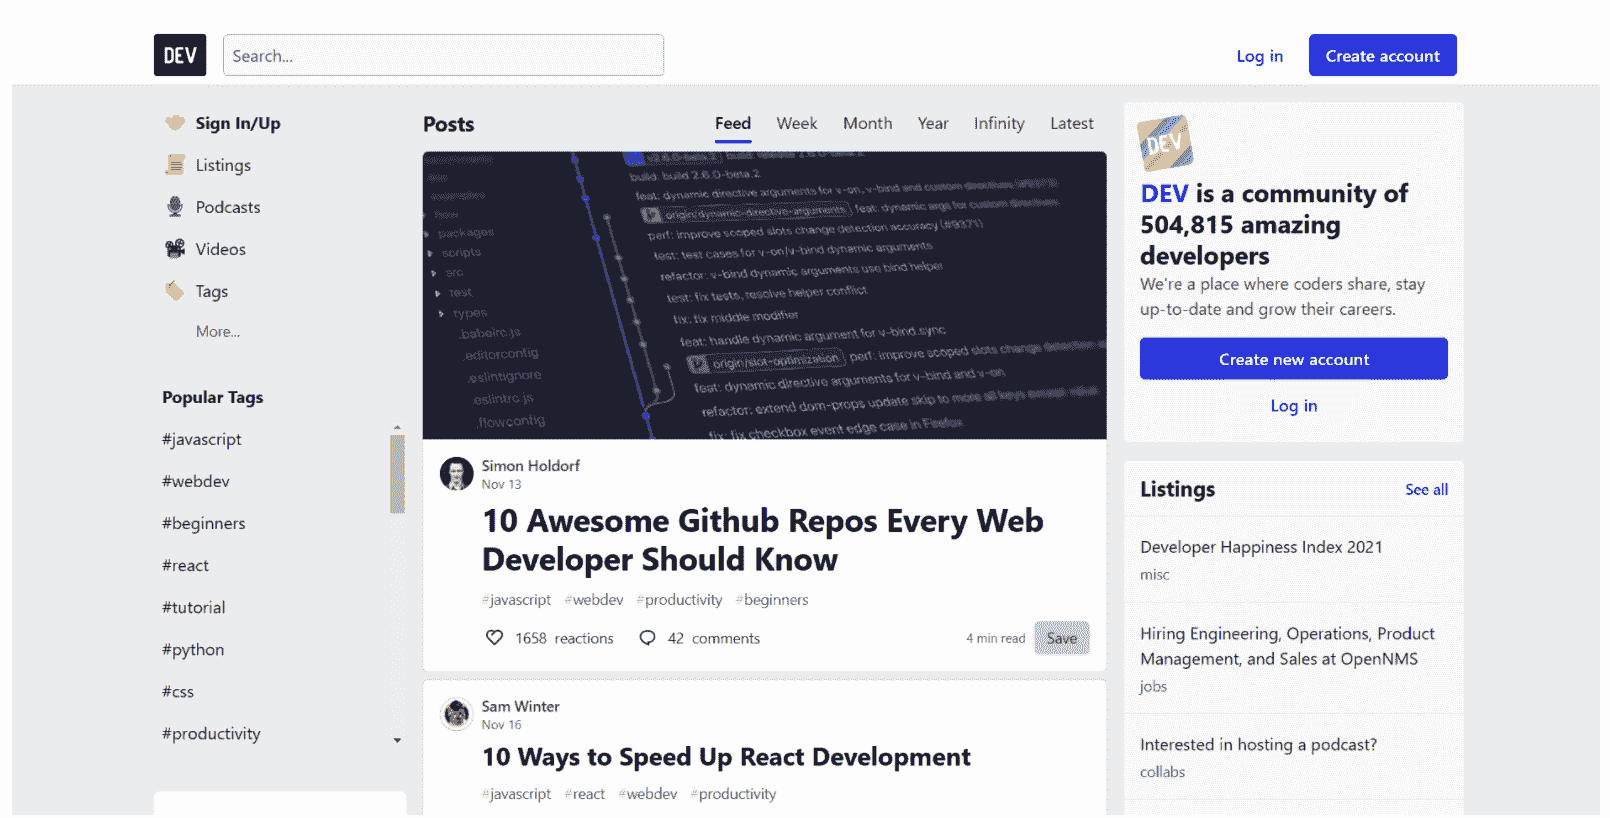 DEV
Search...
Log in
Create account
Sign In/Up
Listings
Podcasts
Videos
Tags
More...
Popular Tags
#javascript
#webdev
#beginners
#react
#tutorial
#python
#css
#productivity
Posts
Feed Week Month Year Infinity Latest
build: build 2.6.0-beta.2
feat: dynamic directive arguments for v-on, v-bind and custom directives (#9371)
origin/dynamic-directive-arguments feat: dynamic args for custom directives
perf: improve scoped slots change detection accuracy (#9371)
test: test cases for v-on/v-bind dynamic arguments
refactor: v-bind dynamic arguments use bind helper
test: fix tests, resolve helper conflict
fix: fix middle modifier
feat: handle dynamic argument for v-bind.sync
origin/slot-optimization perf: improve scoped slots change detection
feat: dynamic directive arguments for v-bind and v-on
refactor: extend dom-props update skip to more all keys except value
fix: fix checkbox event edge case in Firefox
packages
scripts
src
test
types
.babelrc.js
.editorconfig
.eslintignore
.eslintrc.js
.flowconfig
Simon Holdorf
Nov 13
10 Awesome Github Repos Every Web
Developer Should Know
#javascript #webdev #productivity #beginners
1658 reactions 42 comments
4 min read Save
Sam Winter
Nov 16
10 Ways to Speed Up React Development
#javascript #react #webdev #productivity
DEV
DEV is a community of
504,815 amazing
developers
We're a place where coders share, stay
up-to-date and grow their careers.
Create new account
Log in
Listings See all
Developer Happiness Index 2021
misc
Hiring Engineering, Operations, Product
Management, and Sales at OpenNMS
jobs
Interested in hosting a podcast?
collabs